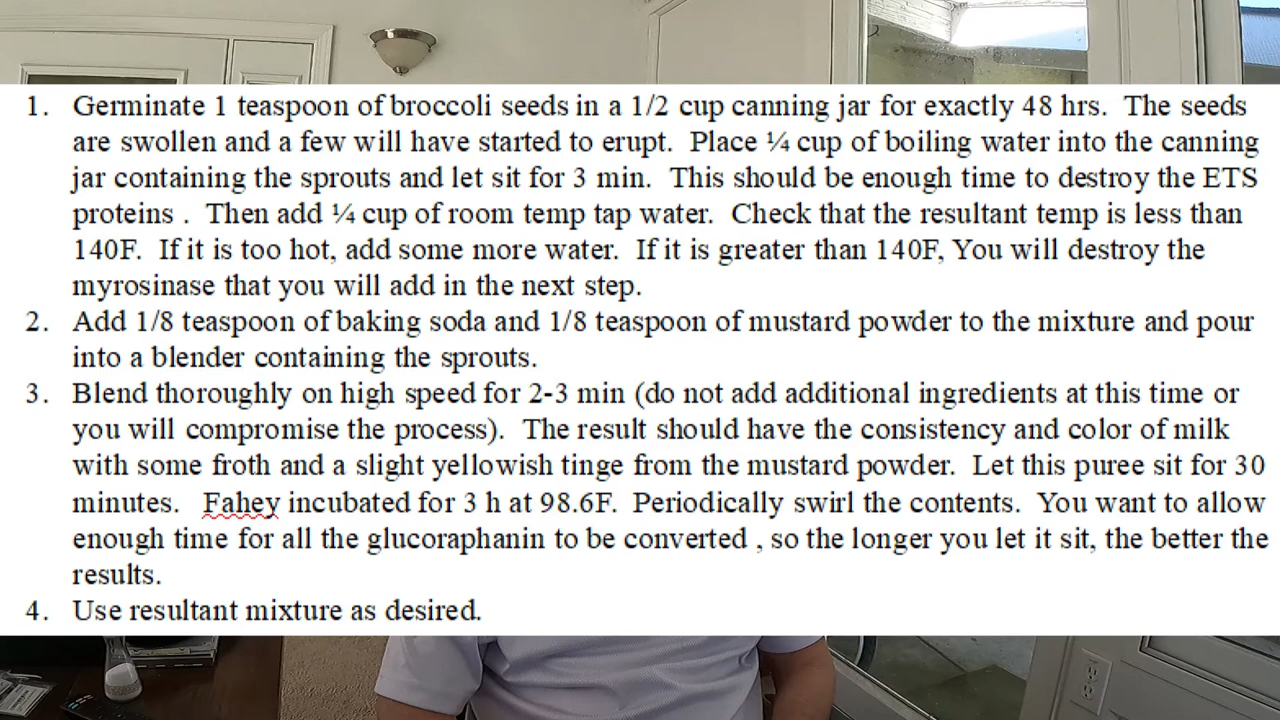 1. Germinate 1 teaspoon of broccoli seeds in a 1/2 cup canning jar for exactly 48 hrs. The seeds
are swollen and a few will have started to erupt. Place ¼ cup of boiling water into the canning
jar containing the sprouts and let sit for 3 min. This should be enough time to destroy the ETS
proteins . Then add ¼ cup of room temp tap water. Check that the resultant temp is less than
140F. If it is too hot, add some more water. If it is greater than 140F, You will destroy the
myrosinase that you will add in the next step.
2. Add 1/8 teaspoon of baking soda and 1/8 teaspoon of mustard powder to the mixture and pour
into a blender containing the sprouts.
3. Blend thoroughly on high speed for 2-3 min (do not add additional ingredients at this time or
you will compromise the process). The result should have the consistency and color of milk
with some froth and a slight yellowish tinge from the mustard powder. Let this puree sit for 30
minutes. Fahey incubated for 3 h at 98.6F. Periodically swirl the contents. You want to allow
enough time for all the glucoraphanin to be converted , so the longer you let it sit, the better the
results.
4. Use resultant mixture as desired.